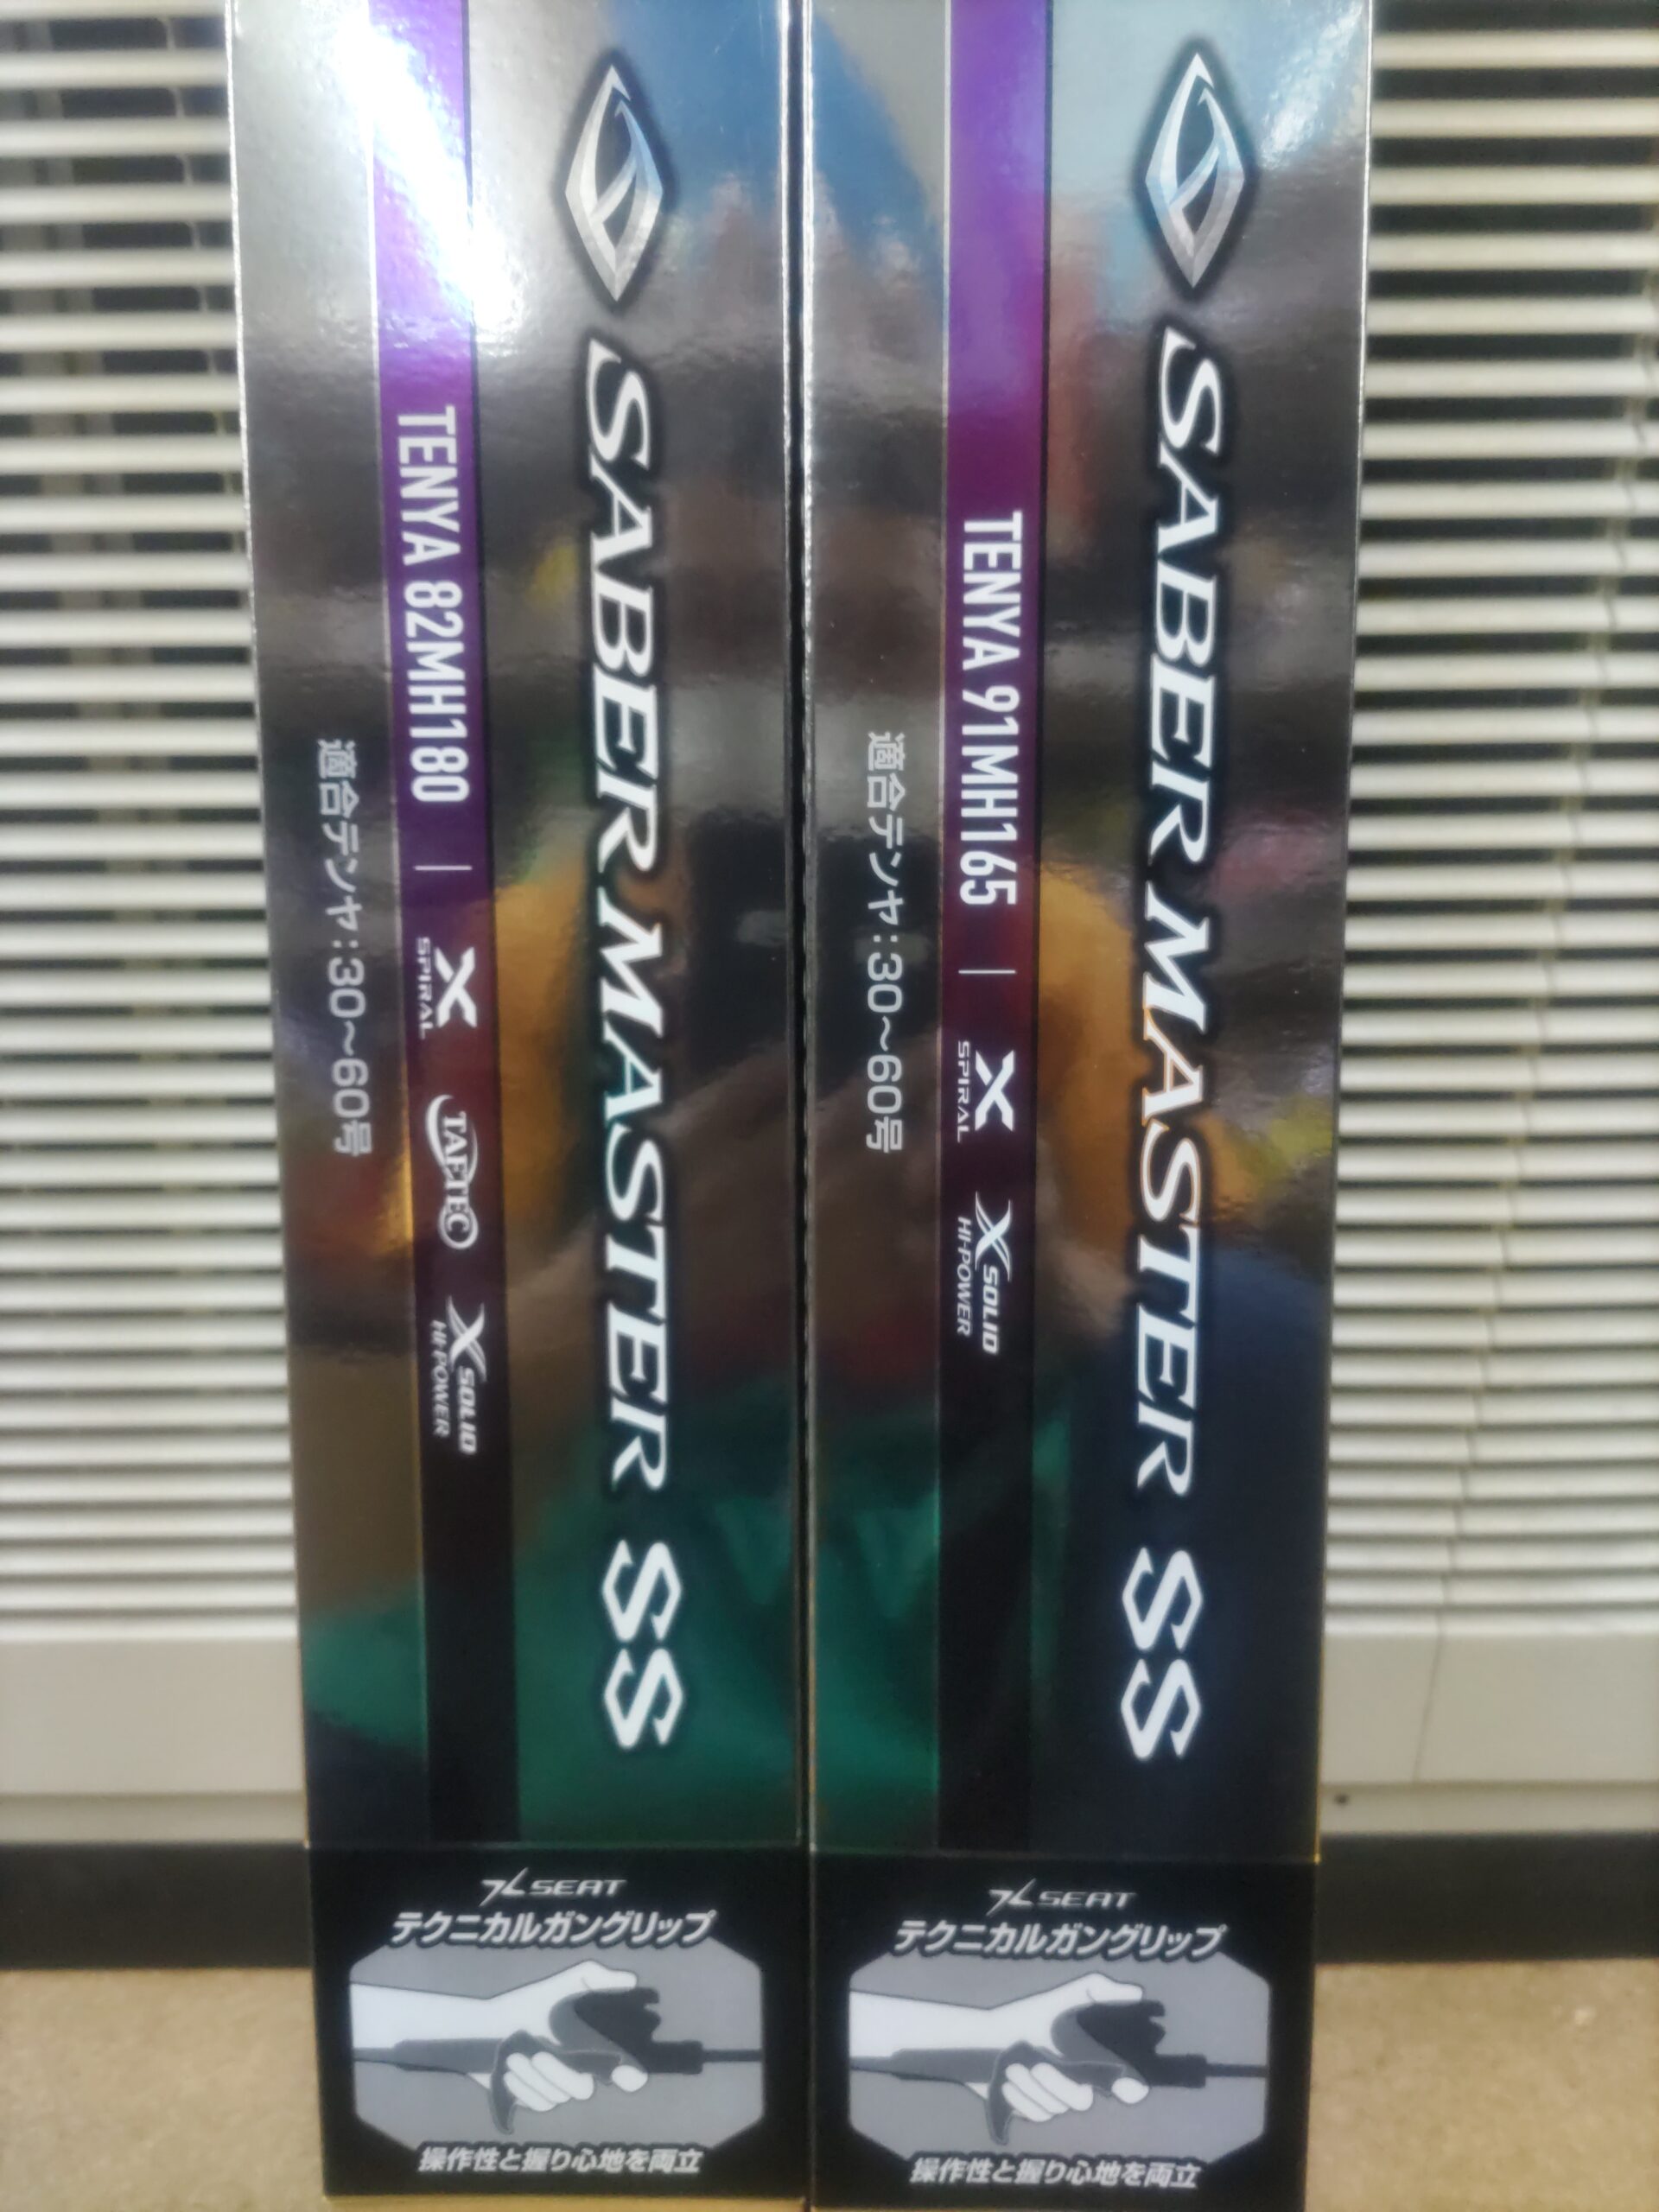 SABER MASTER SS
TENYA 82MH180 | X SPIRAL TAFTEC X SOLID HI-POWER
適合テンヤ:30~60号
X SEAT
テクニカルガングリップ
操作性と握り心地を両立
SABER MASTER SS
TENYA 91MH165 | X SPIRAL X SOLID HI-POWER
適合テンヤ:30~60号
X SEAT
テクニカルガングリップ
操作性と握り心地を両立